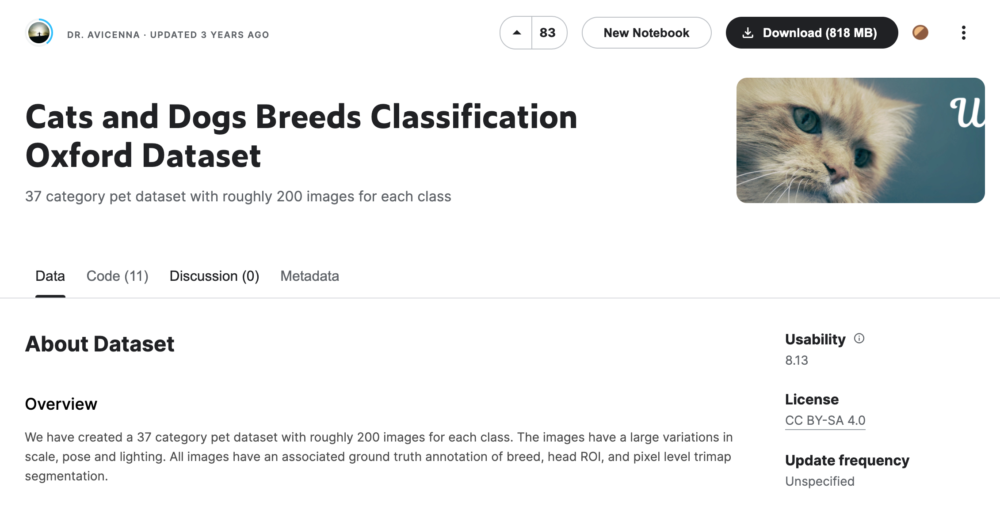 DR. AVICENNA · UPDATED 3 YEARS AGO
83
New Notebook
Download (818 MB)
Cats and Dogs Breeds Classification
Oxford Dataset
37 category pet dataset with roughly 200 images for each class
W
Data
Code (11)
Discussion (0)
Metadata
About Dataset
Overview
We have created a 37 category pet dataset with roughly 200 images for each class. The images have a large variations in
scale, pose and lighting. All images have an associated ground truth annotation of breed, head ROI, and pixel level trimap
segmentation.
Usability
8.13
License
CC BY-SA 4.0
Update frequency
Unspecified